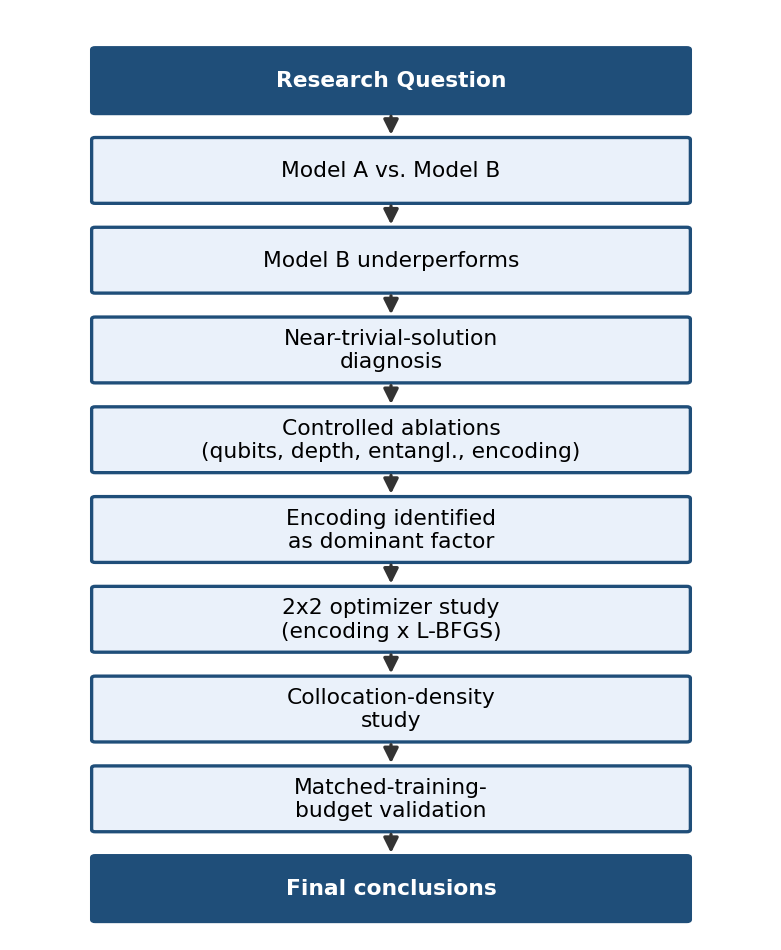 Research Question
Model A vs. Model B
Model B underperforms
Near-trivial-solution
diagnosis
Controlled ablations
(qubits, depth, entangl., encoding)
Encoding identified
as dominant factor
2x2 optimizer study
(encoding x L-BFGS)
Collocation-density
study
Matched-training-
budget validation
Final conclusions